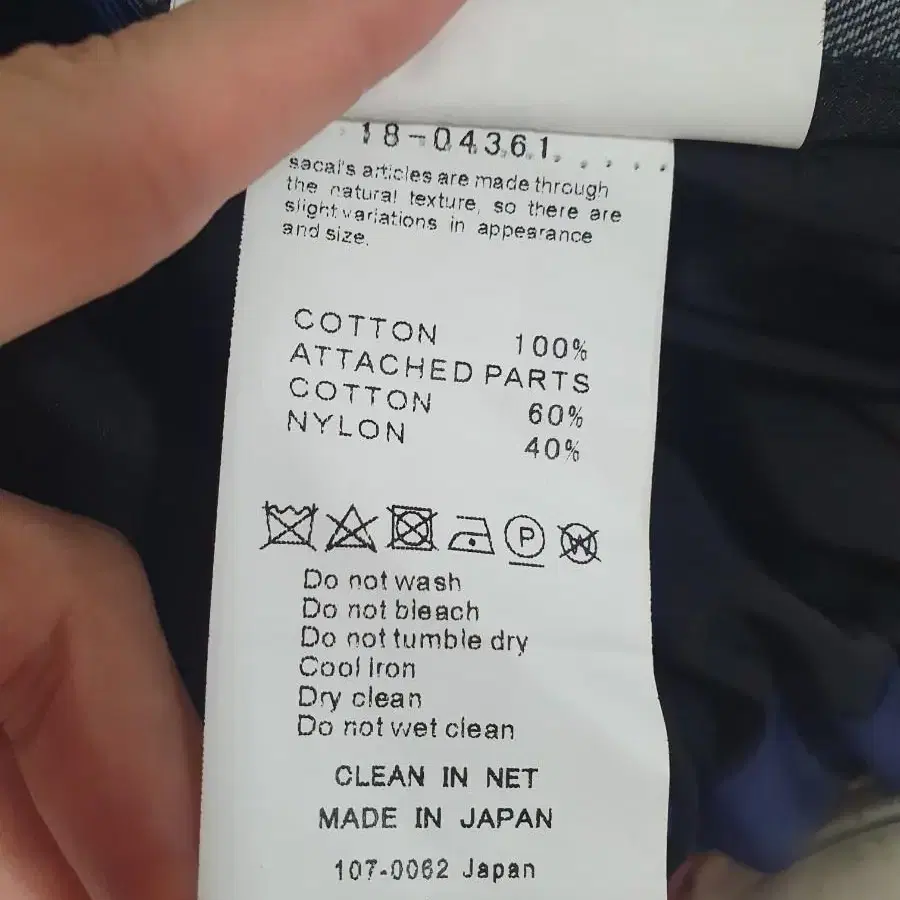 18-04361
sacai's articles are made through
the natural texture, so there are
slight variations in appearance
and size.
COTTON 100%
ATTACHED PARTS
COTTON 60%
NYLON 40%
P W
Do not wash
Do not bleach
Do not tumble dry
Cool iron
Dry clean
Do not wet clean
CLEAN IN NET
MADE IN JAPAN
107-0062 Japan